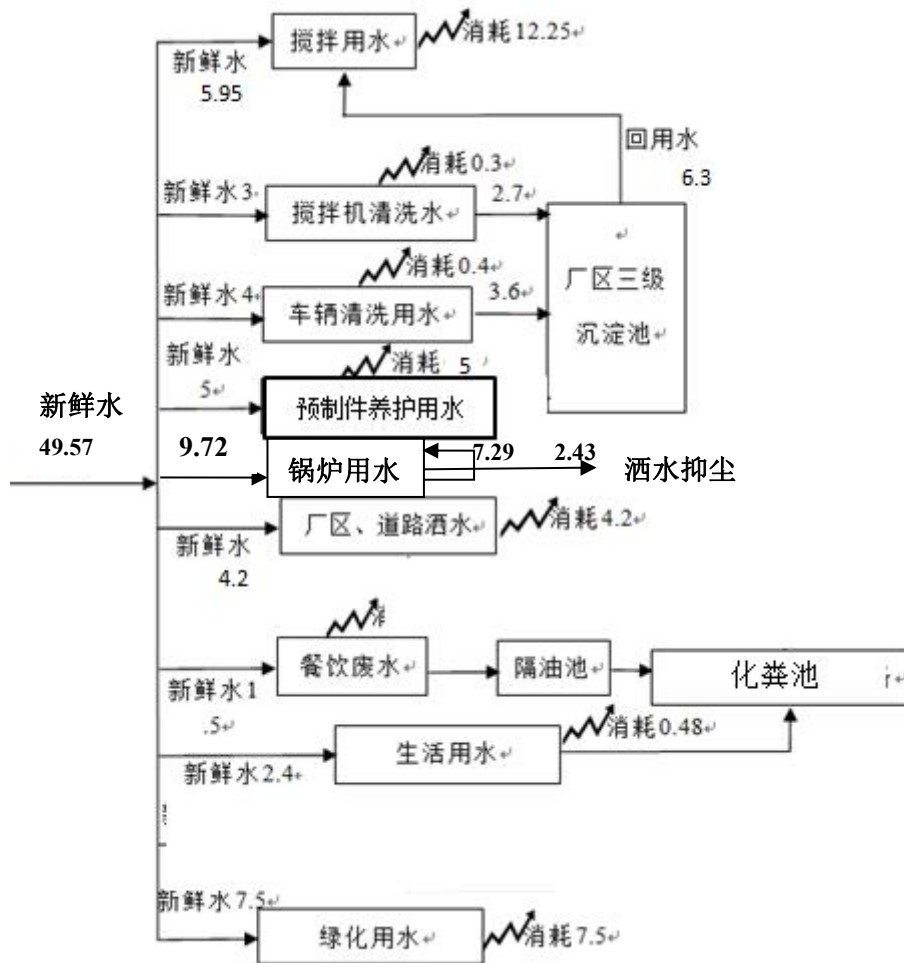 搅拌用水
消耗12.25
新鲜水
5.95
回用水
6.3
消耗0.3
新鲜水3
搅拌机清洗水
2.7
厂区三级
沉淀池
消耗0.4
新鲜水4
车辆清洗用水
3.6
新鲜水
5
消耗 5
预制件养护用水
新鲜水
49.57
9.72
锅炉用水
7.29
2.43
洒水抑尘
厂区、道路洒水
消耗4.2
新鲜水
4.2
餐饮废水
隔油池
化粪池
新鲜水1
.5
消耗0.48
生活用水
新鲜水2.4
新鲜水7.5
绿化用水
消耗7.5